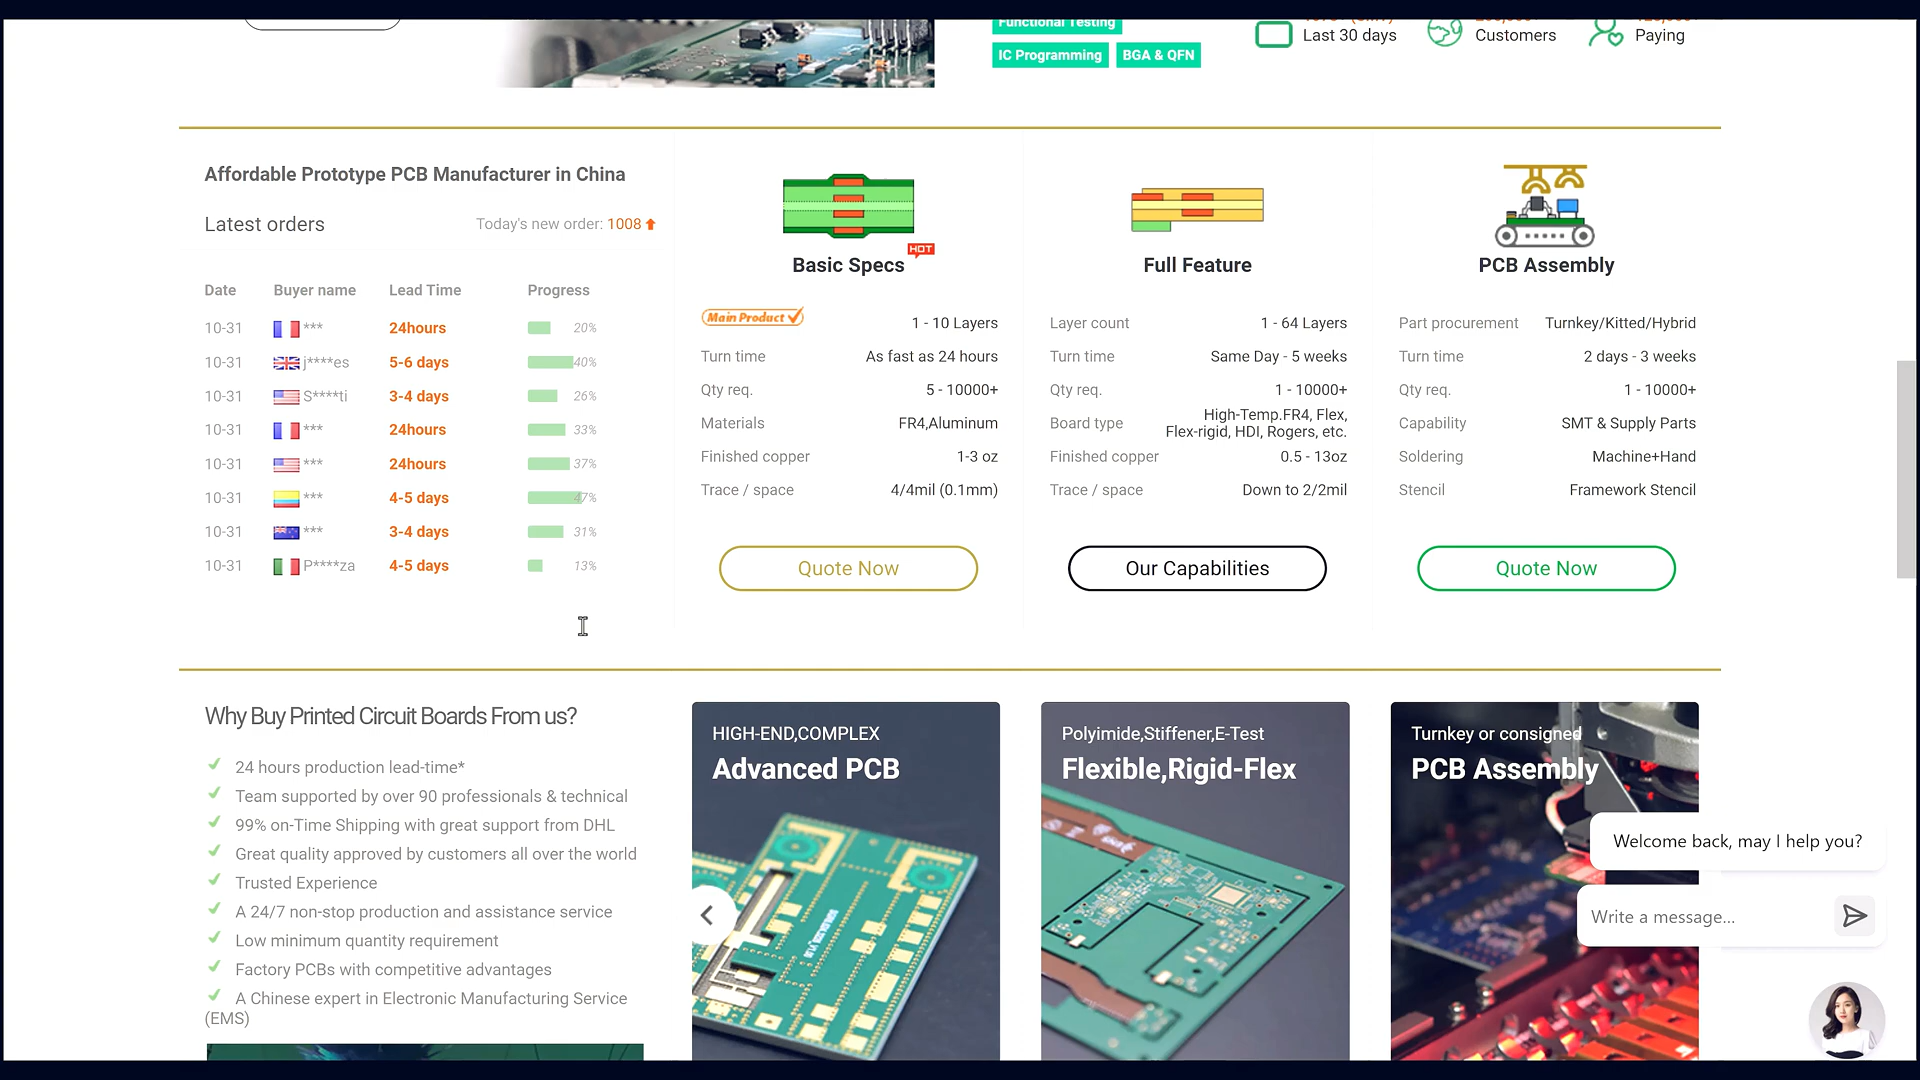 Functional Testing
IC Programming BGA & QFN
Last 30 days
Customers
Paying
Affordable Prototype PCB Manufacturer in China
Latest orders Today's new order: 1008
Date Buyer name Lead Time Progress
10-31 *** 24hours 20%
10-31 j****es 5-6 days 40%
10-31 S****ti 3-4 days 26%
10-31 *** 24hours 33%
10-31 *** 24hours 37%
10-31 *** 4-5 days 47%
10-31 *** 3-4 days 31%
10-31 P****za 4-5 days 13%
HOT
Basic Specs
Main Product 1 - 10 Layers
Turn time As fast as 24 hours
Qty req. 5 - 10000+
Materials FR4,Aluminum
Finished copper 1-3 oz
Trace / space 4/4mil (0.1mm)
Quote Now
Full Feature
Layer count 1 - 64 Layers
Turn time Same Day - 5 weeks
Qty req. 1 - 10000+
Board type High-Temp.FR4, Flex,
Flex-rigid, HDI, Rogers, etc.
Finished copper 0.5 - 13oz
Trace / space Down to 2/2mil
Our Capabilities
PCB Assembly
Part procurement Turnkey/Kitted/Hybrid
Turn time 2 days - 3 weeks
Qty req. 1 - 10000+
Capability SMT & Supply Parts
Soldering Machine+Hand
Stencil Framework Stencil
Quote Now
Why Buy Printed Circuit Boards From us?
24 hours production lead-time*
Team supported by over 90 professionals & technical
99% on-Time Shipping with great support from DHL
Great quality approved by customers all over the world
Trusted Experience
A 24/7 non-stop production and assistance service
Low minimum quantity requirement
Factory PCBs with competitive advantages
A Chinese expert in Electronic Manufacturing Service
(EMS)
HIGH-END,COMPLEX
Advanced PCB
Polyimide,Stiffener,E-Test
Flexible,Rigid-Flex
Turnkey or consigned
PCB Assembly
Welcome back, may I help you?
Write a message...